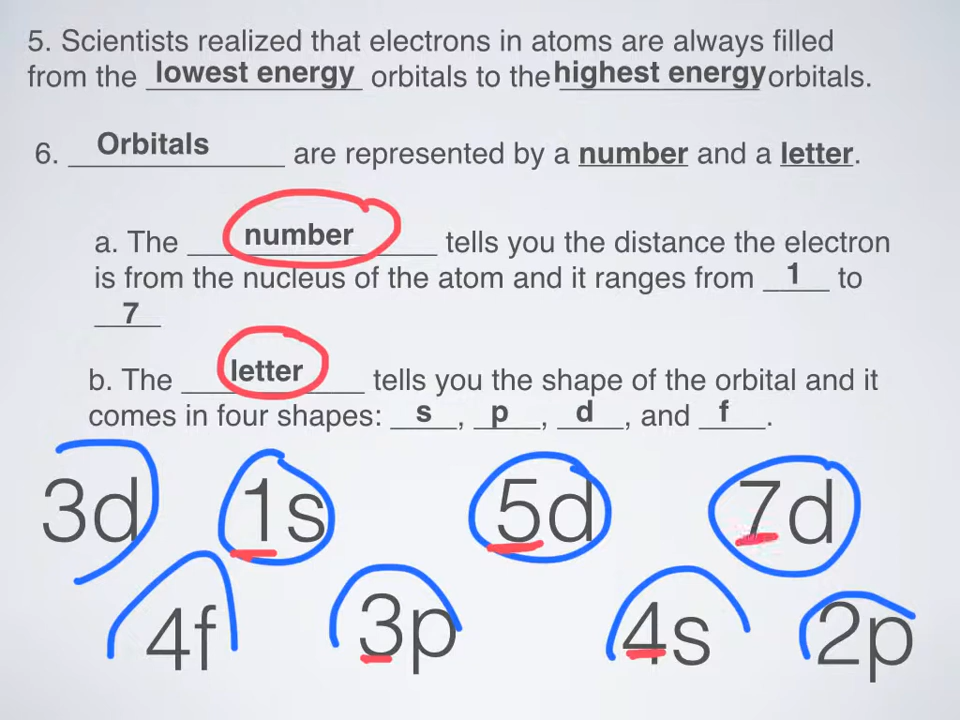 5. Scientists realized that electrons in atoms are always filled
from the lowest energy orbitals to the highest energy orbitals.
6. Orbitals are represented by a number and a letter.
a. The number tells you the distance the electron
is from the nucleus of the atom and it ranges from 1 to
7
b. The letter tells you the shape of the orbital and it
comes in four shapes: s, p, d, and f.
3d 1s 5d 7d
4f 3p 4s 2p